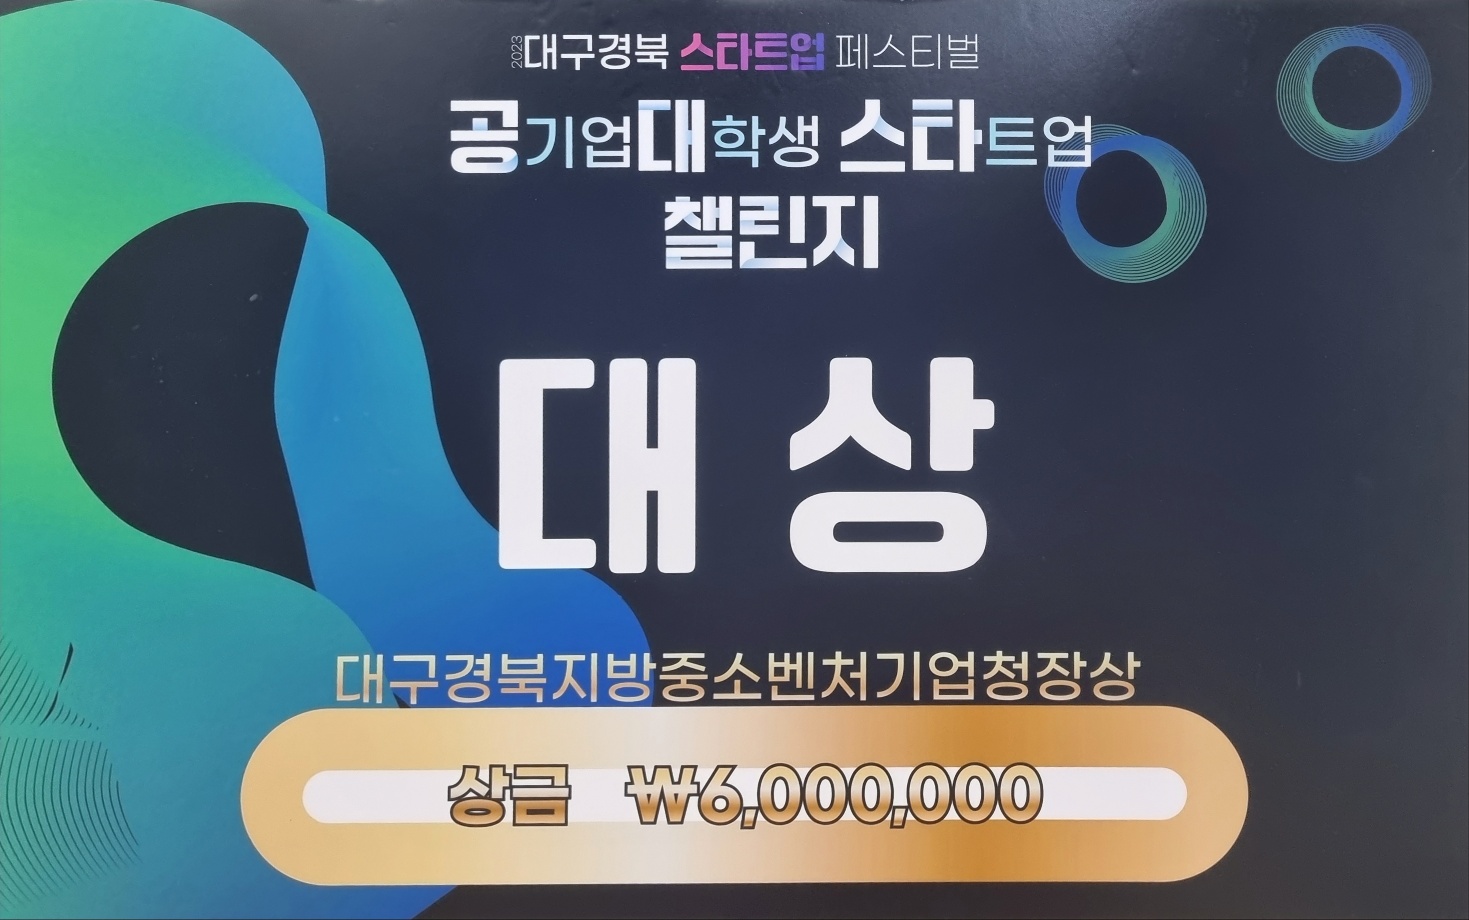 2023 대구경북 스타트업 페스티벌
공기업대학생 스타트업
챌린지
대상
대구경북지방중소벤처기업청장상
상금 ₩6,000,000